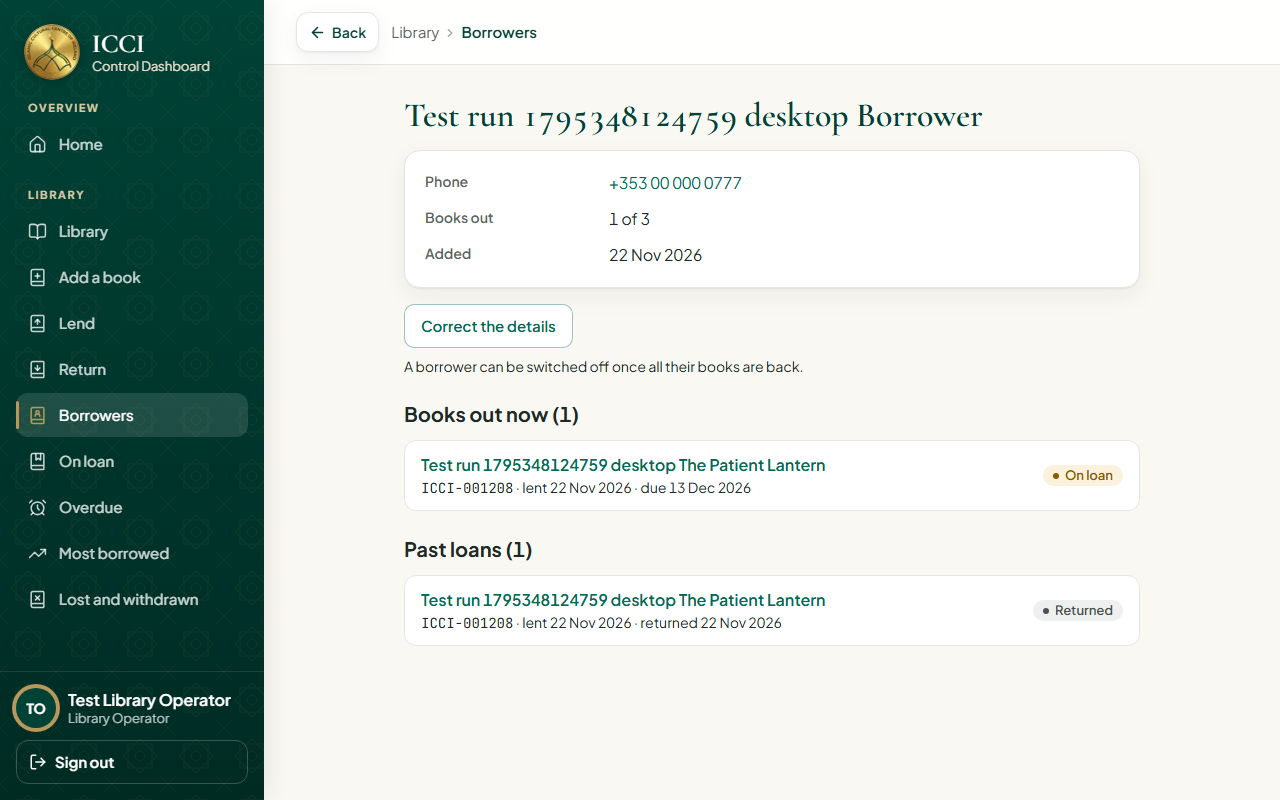 ICCI
Control Dashboard
OVERVIEW
Home
LIBRARY
Library
Add a book
Lend
Return
Borrowers
On loan
Overdue
Most borrowed
Lost and withdrawn
TO
Test Library Operator
Library Operator
Sign out
Back
Library › Borrowers
Test run 1795348124759 desktop Borrower
Phone +353 00 000 0777
Books out 1 of 3
Added 22 Nov 2026
Correct the details
A borrower can be switched off once all their books are back.
Books out now (1)
Test run 1795348124759 desktop The Patient Lantern
ICCI-001208 · lent 22 Nov 2026 · due 13 Dec 2026
On loan
Past loans (1)
Test run 1795348124759 desktop The Patient Lantern
ICCI-001208 · lent 22 Nov 2026 · returned 22 Nov 2026
Returned